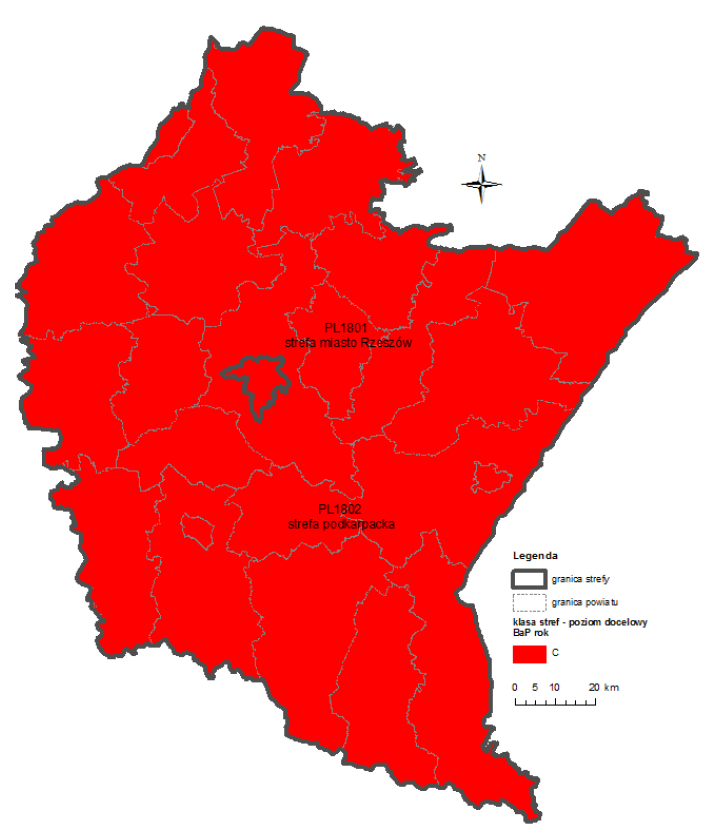 N
PL1801
strefa miasto Rzeszów
PL1802
strefa podkarpacka
Legenda
granica strefy
granica powiatu
klasa stref - poziom docelowy
BaP rok
C
0 5 10 20 km